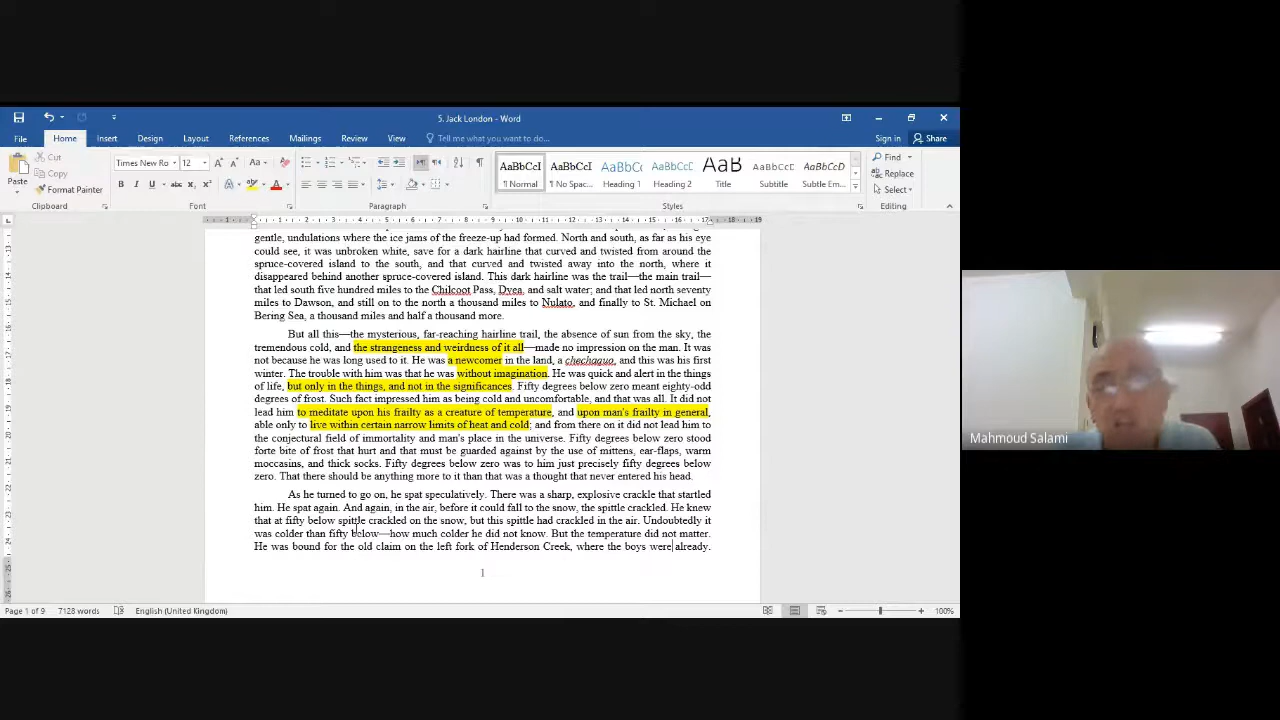 5. Jack London - Word
File Home Insert Design Layout References Mailings Review View Tell me what you want to do... Sign in Share
Paste Cut Copy Format Painter
Times New Ro 12
AaBbCcI AaBbCcI AaBbCc AaBbCcE AaB AaBbCcC AaBbCcD
¶ Normal ¶ No Spac... Heading 1 Heading 2 Title Subtitle Subtle Em...
Find
Replace
Select
Clipboard Font Paragraph Styles Editing
gentle, undulations where the ice jams of the freeze-up had formed. North and south, as far as his eye
could see, it was unbroken white, save for a dark hairline that curved and twisted from around the
spruce-covered island to the south, and that curved and twisted away into the north, where it
disappeared behind another spruce-covered island. This dark hairline was the trail—the main trail—
that led south five hundred miles to the Chilcoot Pass, Dyea, and salt water; and that led north seventy
miles to Dawson, and still on to the north a thousand miles to Nulato, and finally to St. Michael on
Bering Sea, a thousand miles and half a thousand more.
But all this—the mysterious, far-reaching hairline trail, the absence of sun from the sky, the
tremendous cold, and the strangeness and weirdness of it all—made no impression on the man. It was
not because he was long used to it. He was a newcomer in the land, a chechaquo, and this was his first
winter. The trouble with him was that he was without imagination. He was quick and alert in the things
of life, but only in the things, and not in the significances. Fifty degrees below zero meant eighty-odd
degrees of frost. Such fact impressed him as being cold and uncomfortable, and that was all. It did not
lead him to meditate upon his frailty as a creature of temperature, and upon man's frailty in general,
able only to live within certain narrow limits of heat and cold; and from there on it did not lead him to
the conjectural field of immortality and man's place in the universe. Fifty degrees below zero stood
forte bite of frost that hurt and that must be guarded against by the use of mittens, ear-flaps, warm
moccasins, and thick socks. Fifty degrees below zero was to him just precisely fifty degrees below
zero. That there should be anything more to it than that was a thought that never entered his head.
As he turned to go on, he spat speculatively. There was a sharp, explosive crackle that startled
him. He spat again. And again, in the air, before it could fall to the snow, the spittle crackled. He knew
that at fifty below spittle crackled on the snow, but this spittle had crackled in the air. Undoubtedly it
was colder than fifty below—how much colder he did not know. But the temperature did not matter.
He was bound for the old claim on the left fork of Henderson Creek, where the boys were already.
1
Page 1 of 9 7128 words English (United Kingdom) 100%
Mahmoud Salami